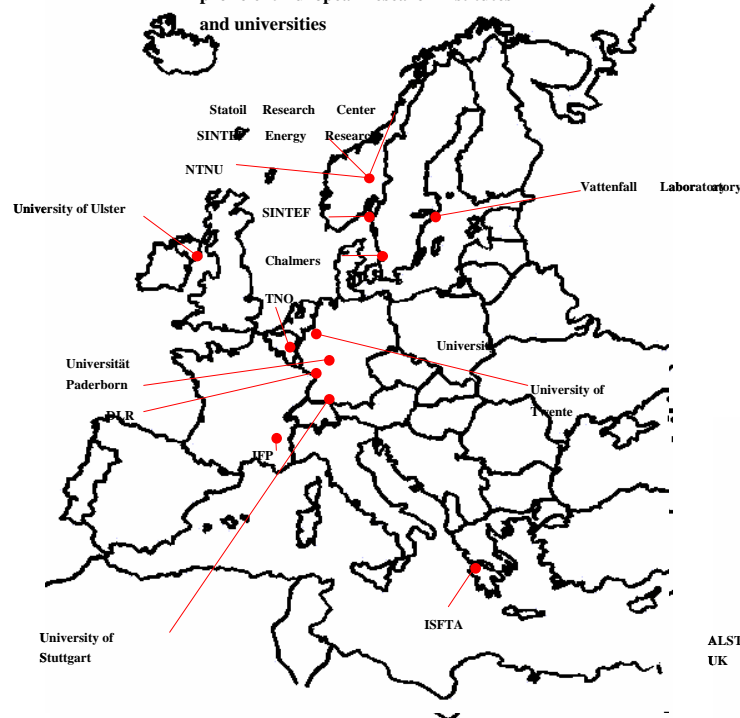 and universities
Statoil Research Center
SINTEF Energy Research
NTNU
Vattenfall Laboratory
University of Ulster
SINTEF
Chalmers
TNO
Universität
Paderborn
University of
Twente
DLR
IFP
ISFTA
University of
Stuttgart
UK